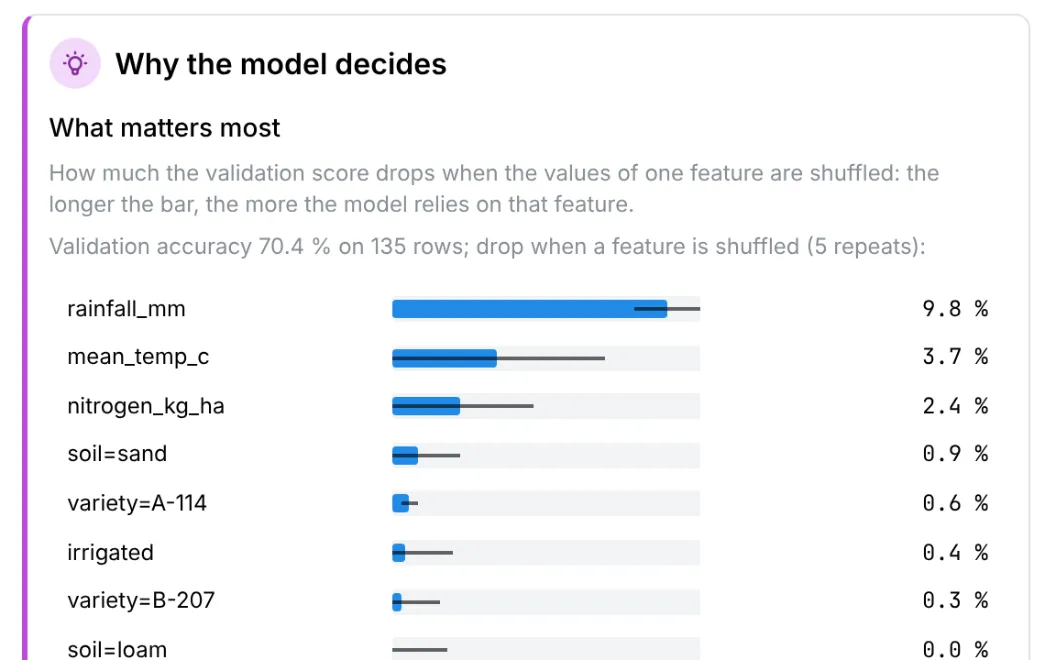 Why the model decides
What matters most
How much the validation score drops when the values of one feature are shuffled: the
longer the bar, the more the model relies on that feature.
Validation accuracy 70.4 % on 135 rows; drop when a feature is shuffled (5 repeats):
rainfall_mm 9.8 %
mean_temp_c 3.7 %
nitrogen_kg_ha 2.4 %
soil=sand 0.9 %
variety=A-114 0.6 %
irrigated 0.4 %
variety=B-207 0.3 %
soil=loam 0.0 %